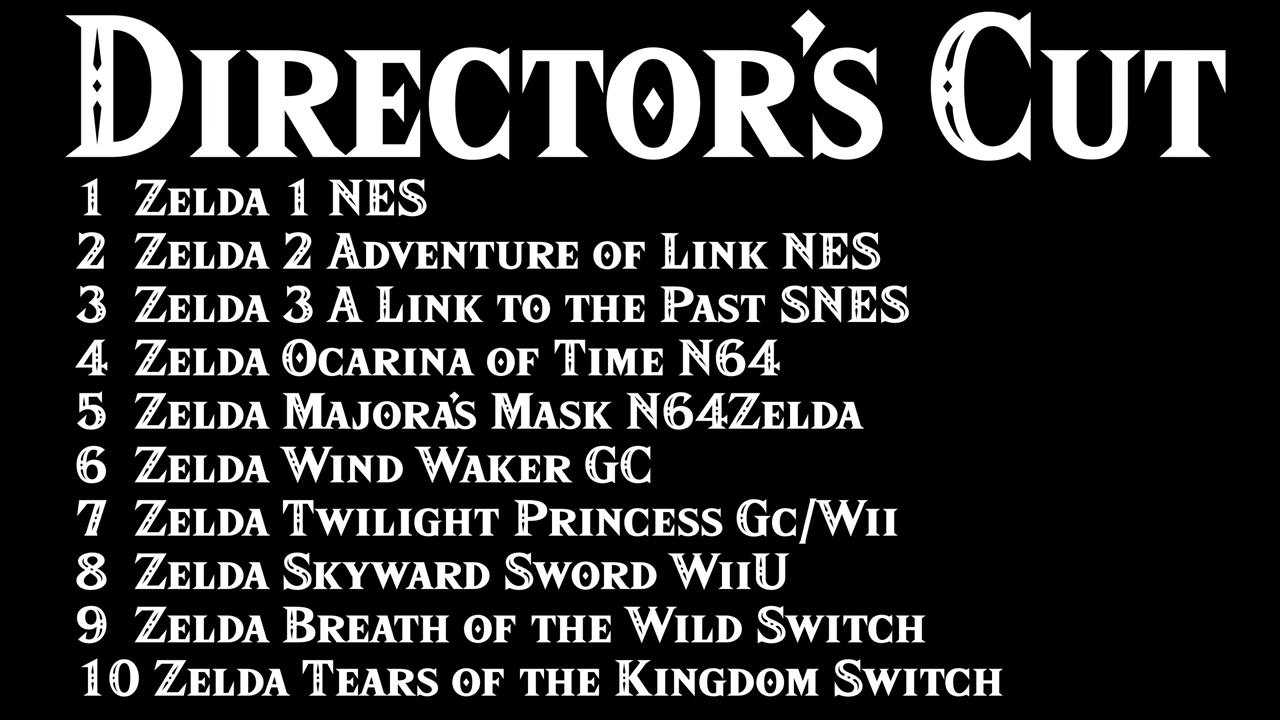 Director's Cut
1 Zelda 1 NES
2 Zelda 2 Adventure of Link NES
3 Zelda 3 A Link to the Past SNES
4 Zelda Ocarina of Time N64
5 Zelda Majora's Mask N64Zelda
6 Zelda Wind Waker GC
7 Zelda Twilight Princess Gc/Wii
8 Zelda Skyward Sword WiiU
9 Zelda Breath of the Wild Switch
10 Zelda Tears of the Kingdom Switch